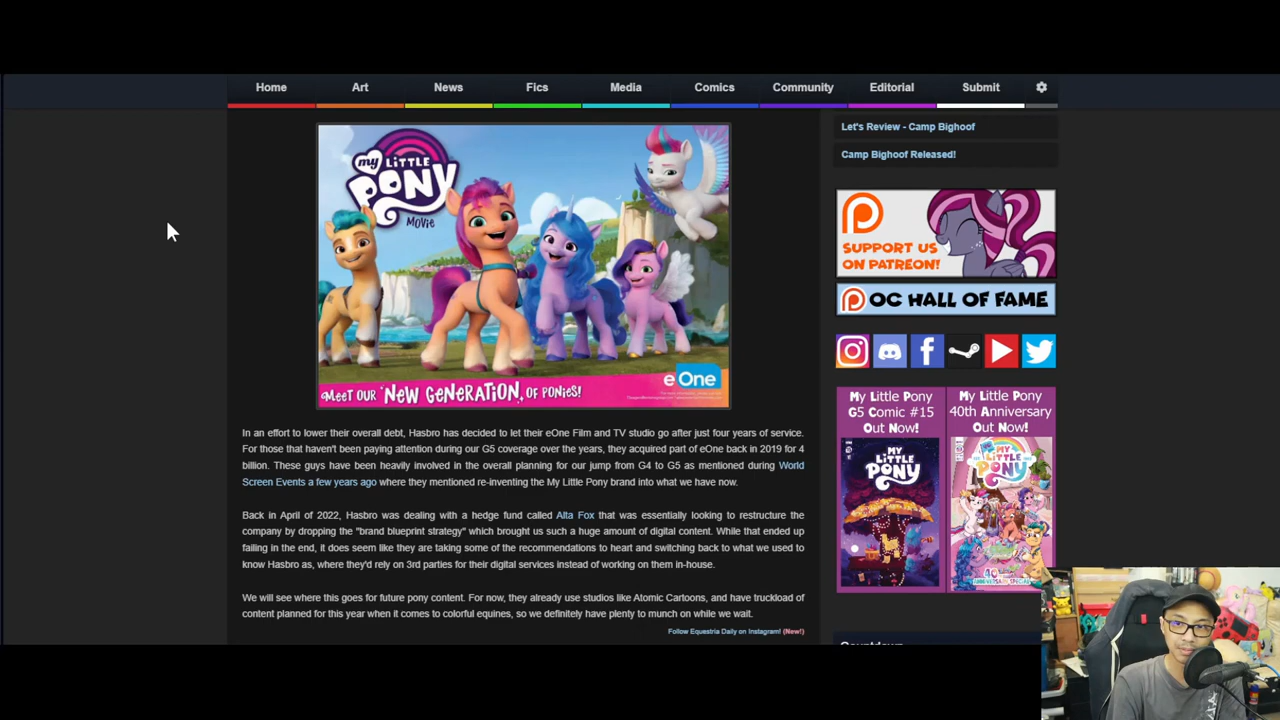 Home Art News Fics Media Comics Community Editorial Submit
my LiTTLE
PONY
MOVIE
eOne
MEET OUR "NEW GENERATION" OF PONIES!
In an effort to lower their overall debt, Hasbro has decided to let their eOne Film and TV studio go after just four years of service.
For those that haven't been paying attention during our G5 coverage over the years, they acquired part of eOne back in 2019 for 4
billion. These guys have been heavily involved in the overall planning for our jump from G4 to G5 as mentioned during World
Screen Events a few years ago where they mentioned re-inventing the My Little Pony brand into what we have now.
Back in April of 2022, Hasbro was dealing with a hedge fund called Alta Fox that was essentially looking to restructure the
company by dropping the "brand blueprint strategy" which brought us such a huge amount of digital content. While that ended up
failing in the end, it does seem like they are taking some of the recommendations to heart and switching back to what we used to
know Hasbro as, where they'd rely on 3rd parties for their digital services instead of working on them in-house.
We will see where this goes for future pony content. For now, they already use studios like Atomic Cartoons, and have truckload of
content planned for this year when it comes to colorful equines, so we definitely have plenty to munch on while we wait.
Follow Equestria Daily on Instagram! (New!)
Let's Review - Camp Bighoof
Camp Bighoof Released!
SUPPORT US
ON PATREON!
OC HALL OF FAME
My Little Pony
G5 Comic #15
Out Now!
MY LITTLE
PONY
My Little Pony
40th Anniversary
Out Now!
MY LITTLE
PONY
Countdown